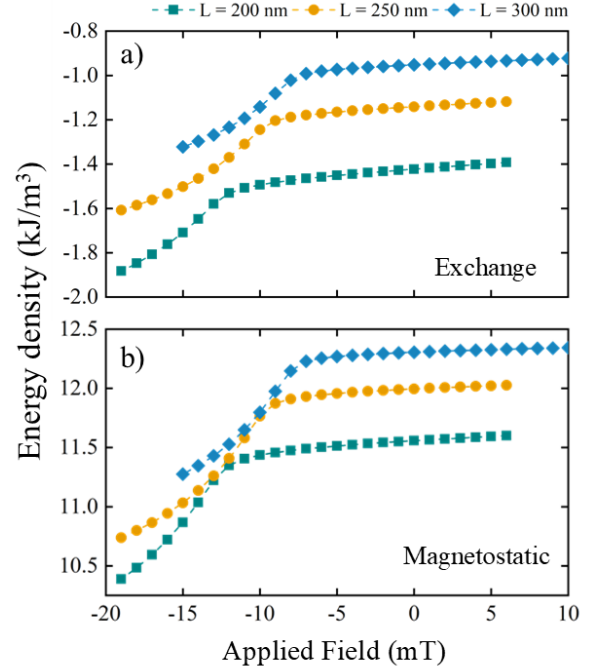 L = 200 nm L = 250 nm L = 300 nm
a)
-0.8
-1.0
-1.2
-1.4
-1.6
-1.8
-2.0
Exchange
Energy density (kJ/m³)
b)
12.5
12.0
11.5
11.0
10.5
Magnetostatic
-20 -15 -10 -5 0 5 10
Applied Field (mT)